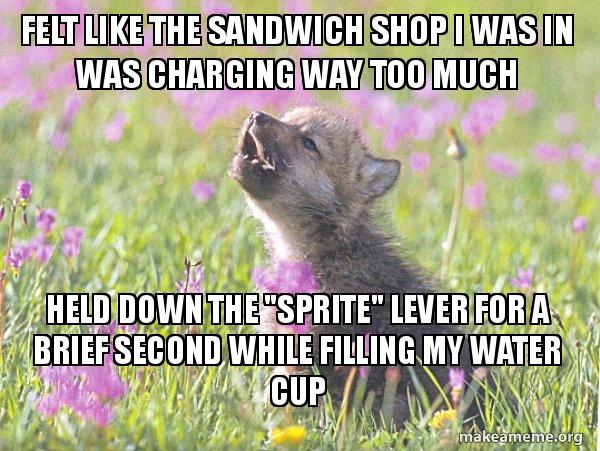 FELT LIKE THE SANDWICH SHOP I WAS IN
WAS CHARGING WAY TOO MUCH
HELD DOWN THE "SPRITE" LEVER FOR A
BRIEF SECOND WHILE FILLING MY WATER
CUP
makeameme.org